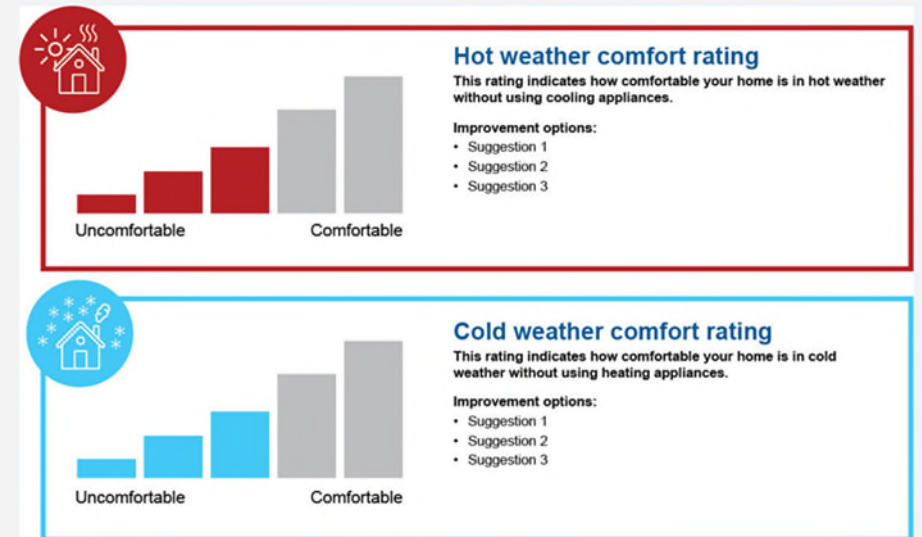 Hot weather comfort rating
This rating indicates how comfortable your home is in hot weather
without using cooling appliances.
Improvement options:
• Suggestion 1
• Suggestion 2
• Suggestion 3
Uncomfortable
Comfortable
Cold weather comfort rating
This rating indicates how comfortable your home is in cold
weather without using heating appliances.
Improvement options:
• Suggestion 1
• Suggestion 2
• Suggestion 3
Uncomfortable
Comfortable